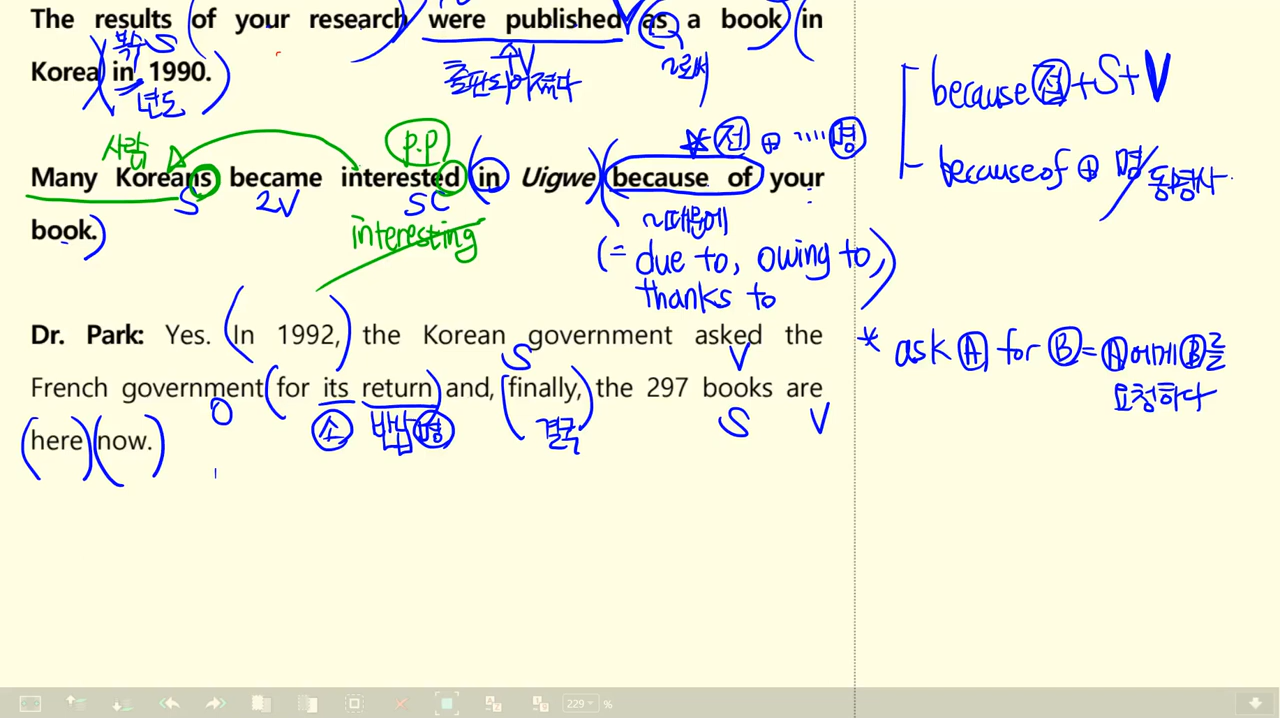 The results of your research were published as a book in
복수S
~로써
Korea in 1990.
출판되어졌다
V
년도
because 접+S+V
because of ⊕ 명/동명사
사람
p.p
전 ⊕ ····명
Many Koreans became interested in Uigwe because of your
S 2V SC
~때문에
book.
interesting
(= due to, owing to,
thanks to
Dr. Park: Yes. In 1992, the Korean government asked the
S V
* ask A for B = A에게 B를
요청하다
French government for its return and, finally, the 297 books are
O 소 명 결국 S V
here now.
229 %